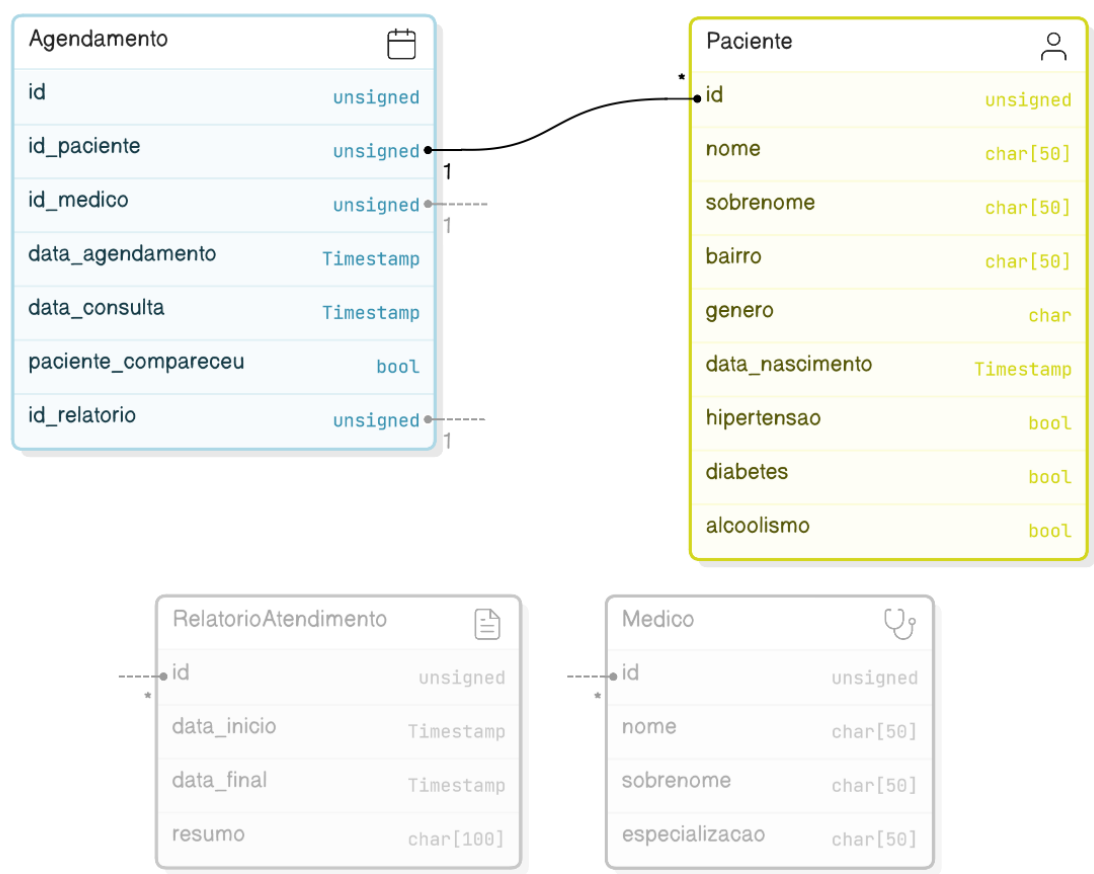 Agendamento
id unsigned
id_paciente unsigned
1
id_medico unsigned
1
data_agendamento Timestamp
data_consulta Timestamp
paciente_compareceu bool
id_relatorio unsigned
1
Paciente
*
id unsigned
nome char[50]
sobrenome char[50]
bairro char[50]
genero char
data_nascimento Timestamp
hipertensao bool
diabetes bool
alcoolismo bool
RelatorioAtendimento
id unsigned
*
data_inicio Timestamp
data_final Timestamp
resumo char[100]
Medico
id unsigned
*
nome char[50]
sobrenome char[50]
especializacao char[50]